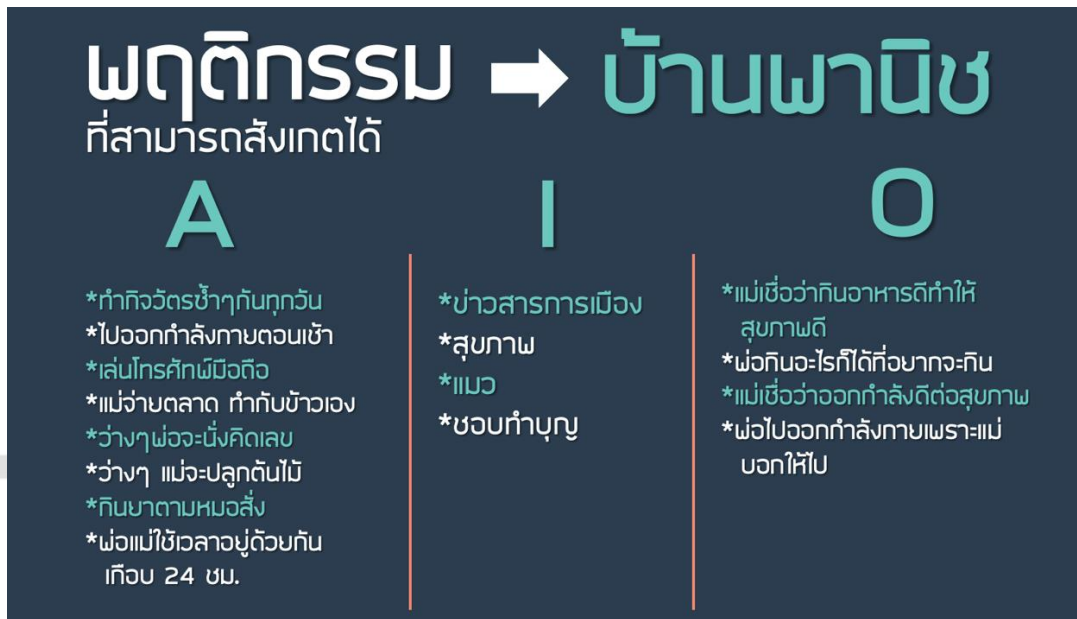 พฤติกรรม ➡ บ้านพานิช
ที่สามารถสังเกตได้
A
*ทำกิจวัตรซ้ำๆกันทุกวัน
*ไปออกกำลังกายตอนเช้า
*เล่นโทรศัทพ์มือถือ
*แม่จ่ายตลาด ทำกับข้าวเอง
*ว่างๆพ่อจะนั่งคิดเลข
*ว่างๆ แม่จะปลูกต้นไม้
*กินยาตามหมอสั่ง
*พ่อแม่ใช้เวลาอยู่ด้วยกัน
เกือบ 24 ชม.
I
*ข่าวสารการเมือง
*สุขภาพ
*แมว
*ชอบทำบุญ
O
*แม่เชื่อว่ากินอาหารดีทำให้
สุขภาพดี
*พ่อกินอะไรก็ได้ที่อยากจะกิน
*แม่เชื่อว่าออกกำลังดีต่อสุขภาพ
*พ่อไปออกกำลังกายเพราะแม่
บอกให้ไป